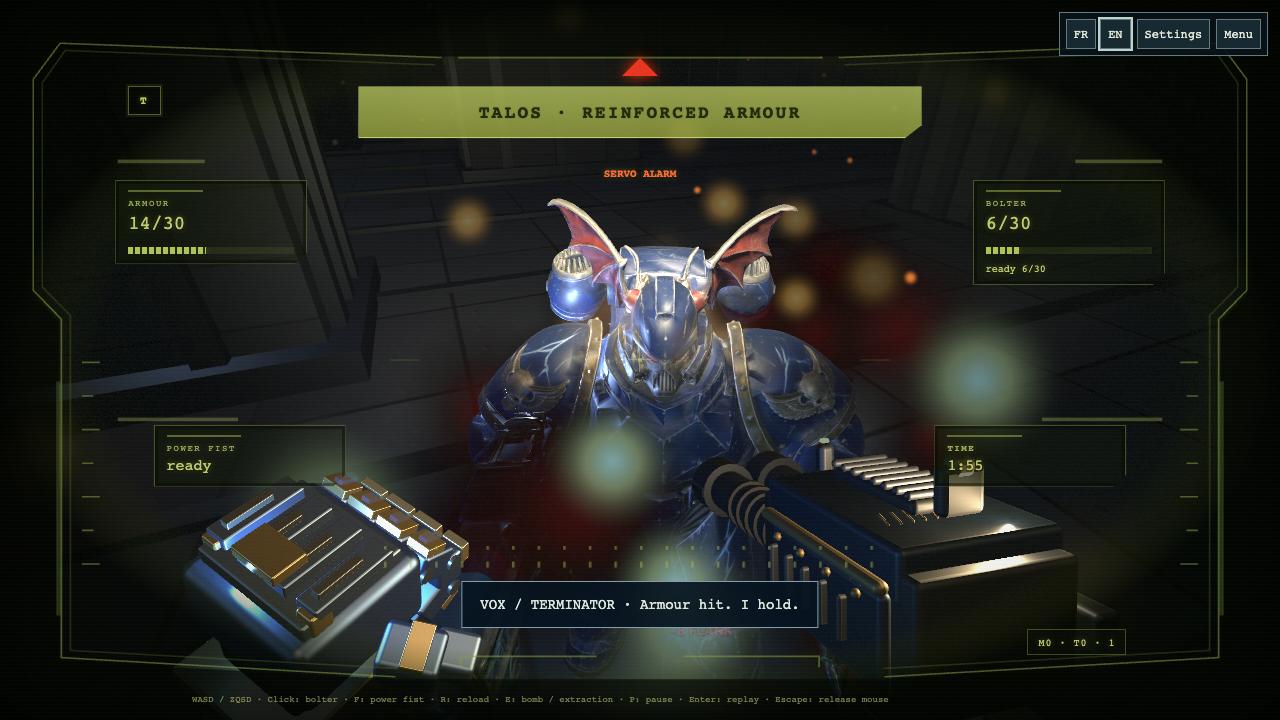 FR EN Settings Menu
T
TALOS · REINFORCED ARMOUR
SERVO ALARM
ARMOUR
14/30
BOLTER
6/30
ready 6/30
POWER FIST
ready
TIME
1:55
VOX / TERMINATOR · Armour hit. I hold.
M0 · T0 · 1
WASD / ZQSD · Click: bolter · F: power fist · R: reload · E: bomb / extraction · P: pause · Enter: replay · Escape: release mouse